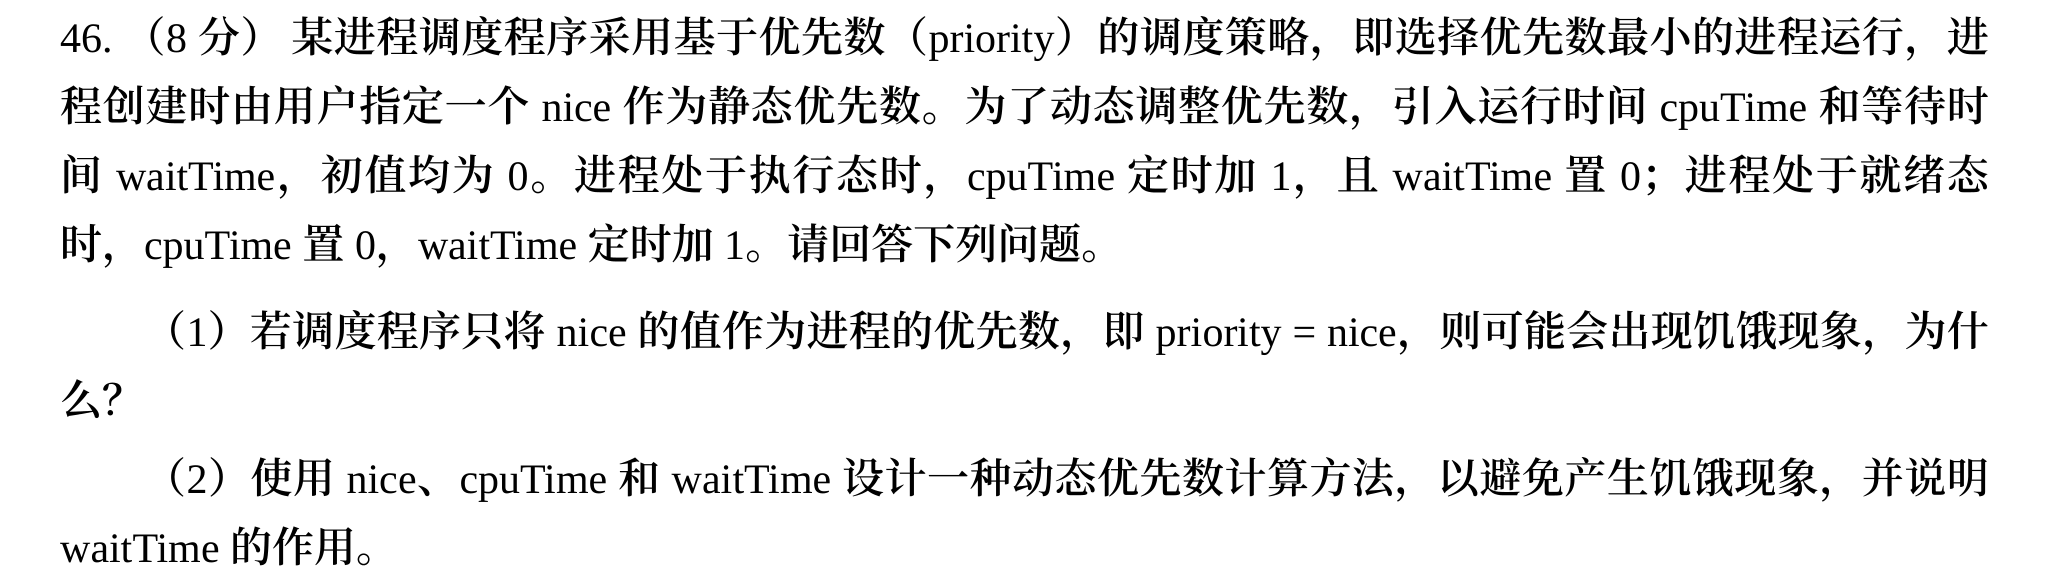 46. （8 分） 某进程调度程序采用基于优先数（priority）的调度策略，即选择优先数最小的进程运行，进
程创建时由用户指定一个 nice 作为静态优先数。为了动态调整优先数，引入运行时间 cpuTime 和等待时
间 waitTime，初值均为 0。进程处于执行态时，cpuTime 定时加 1，且 waitTime 置 0；进程处于就绪态
时，cpuTime 置 0，waitTime 定时加 1。请回答下列问题。
（1）若调度程序只将 nice 的值作为进程的优先数，即 priority = nice，则可能会出现饥饿现象，为什
么？
（2）使用 nice、cpuTime 和 waitTime 设计一种动态优先数计算方法，以避免产生饥饿现象，并说明
waitTime 的作用。